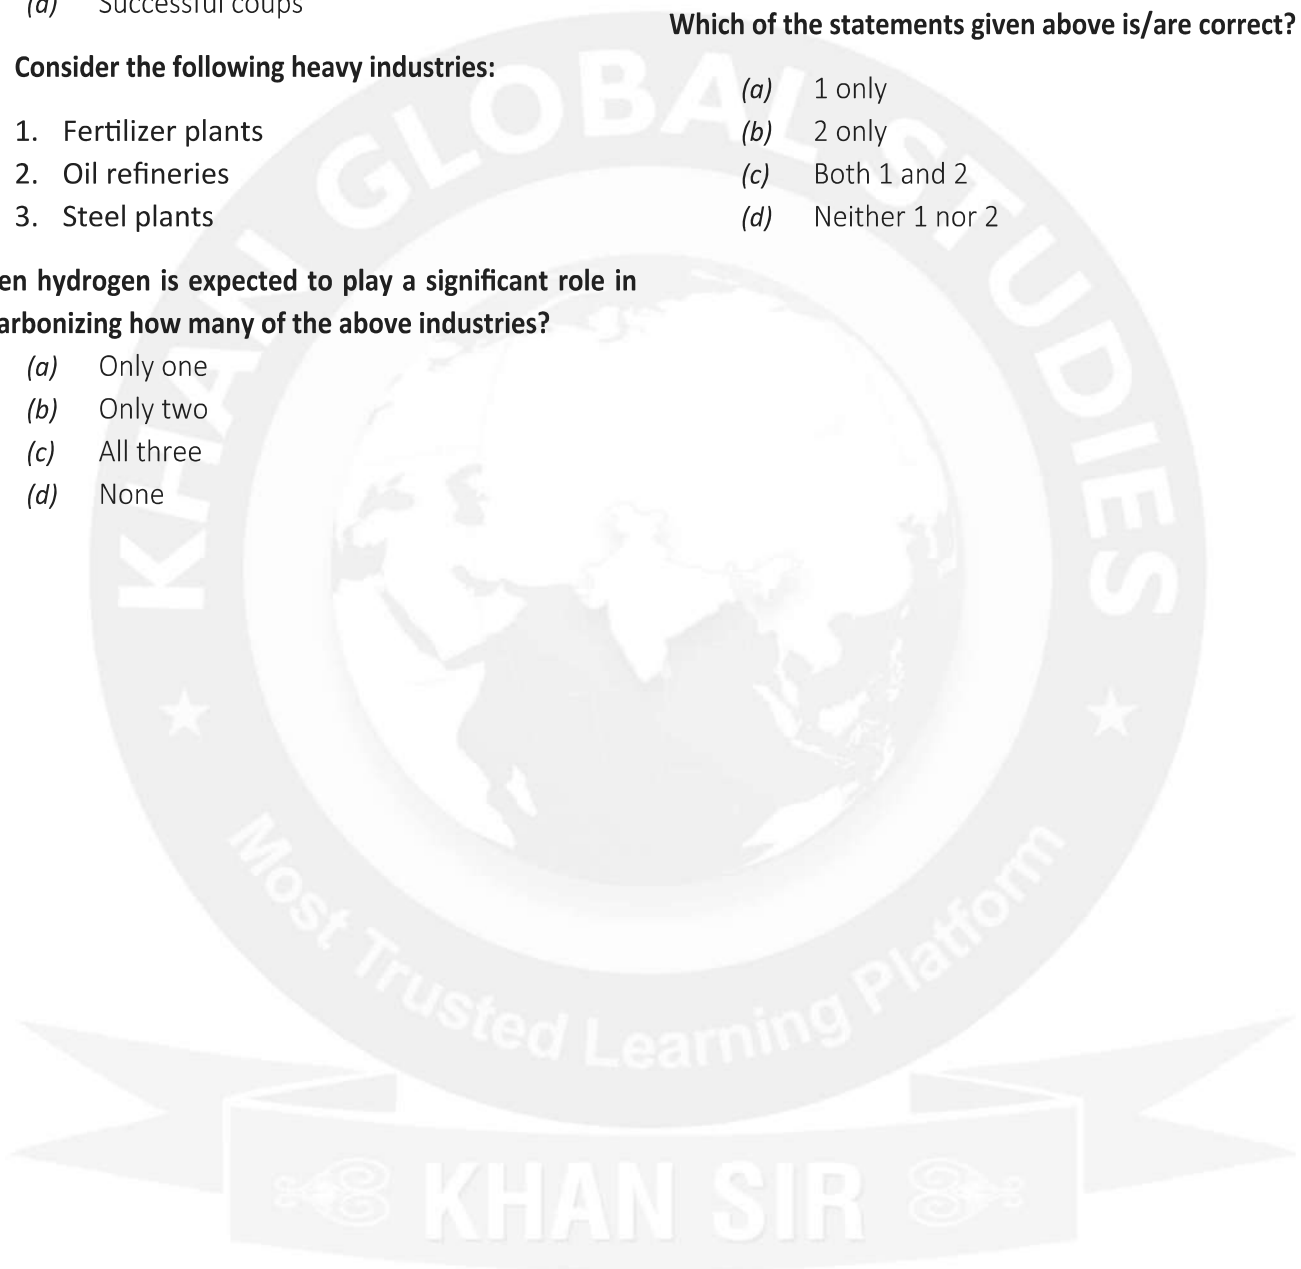 (d) Successful coups
Consider the following heavy industries:
1. Fertilizer plants
2. Oil refineries
3. Steel plants
en hydrogen is expected to play a significant role in
arbonizing how many of the above industries?
(a) Only one
(b) Only two
(c) All three
(d) None
Which of the statements given above is/are correct?
(a) 1 only
(b) 2 only
(c) Both 1 and 2
(d) Neither 1 nor 2
KHAN GLOBAL STUDIES
Most Trusted Learning Platform
KHAN SIR